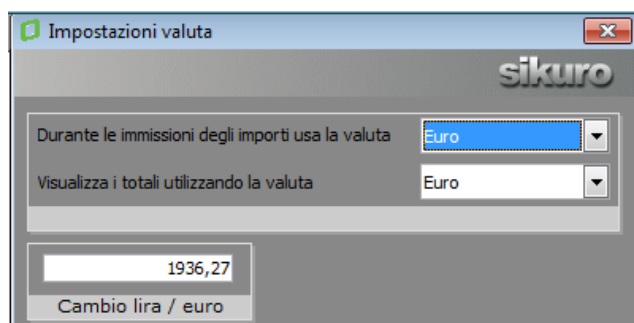 Impostazioni valuta
sikuro
Durante le immissioni degli importi usa la valuta Euro
Visualizza i totali utilizzando la valuta Euro
1936,27
Cambio lira / euro